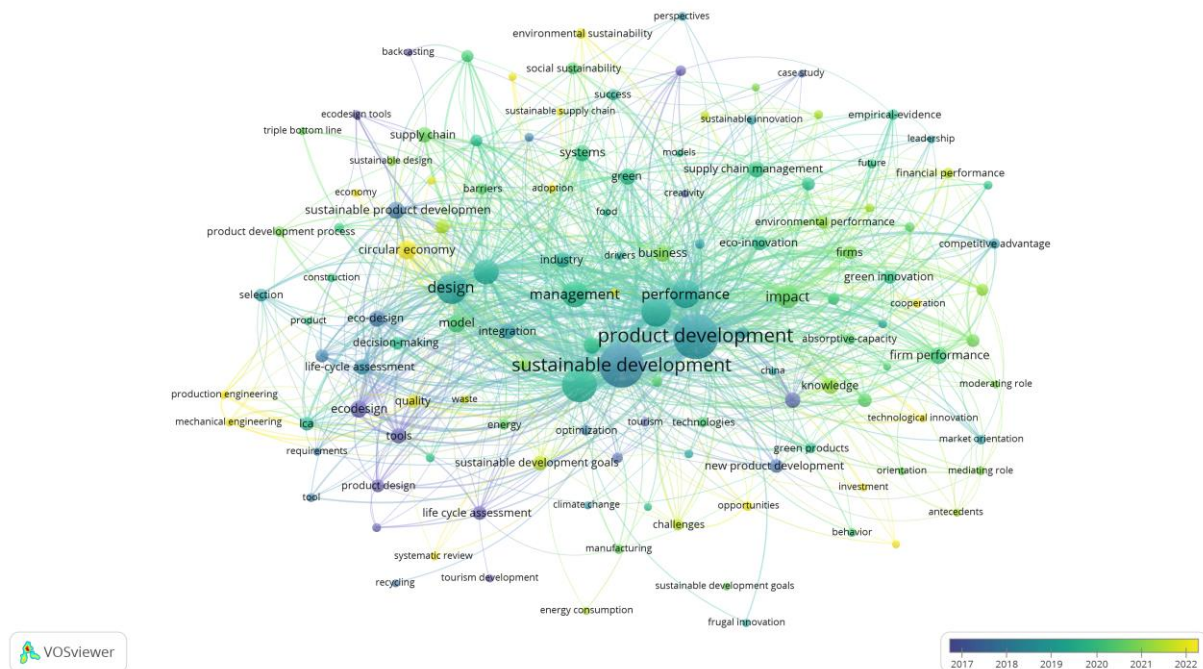 perspectives
environmental sustainability
backcasting
social sustainability
case study
success
sustainable supply chain
sustainable innovation
ecodesign tools
empirical-evidence
triple bottom line
supply chain
leadership
systems
models
sustainable design
supply chain management
future
financial performance
green
economy
barriers
adoption
creativity
sustainable product developmen
food
environmental performance
product development process
competitive advantage
circular economy
industry
drivers
business
eco-innovation
firms
construction
green innovation
selection
design
management
performance
impact
cooperation
product
eco-design
model
integration
product development
absorptive-capacity
decision-making
firm performance
life-cycle assessment
sustainable development
china
knowledge
moderating role
production engineering
ecodesign
quality
waste
mechanical engineering
lca
energy
optimization
tourism
technologies
technological innovation
tools
market orientation
requirements
green products
sustainable development goals
new product development
orientation
mediating role
product design
investment
tool
life cycle assessment
climate change
opportunities
antecedents
challenges
behavior
manufacturing
systematic review
recycling
tourism development
sustainable development goals
energy consumption
frugal innovation
VOSviewer
2017 2018 2019 2020 2021 2022